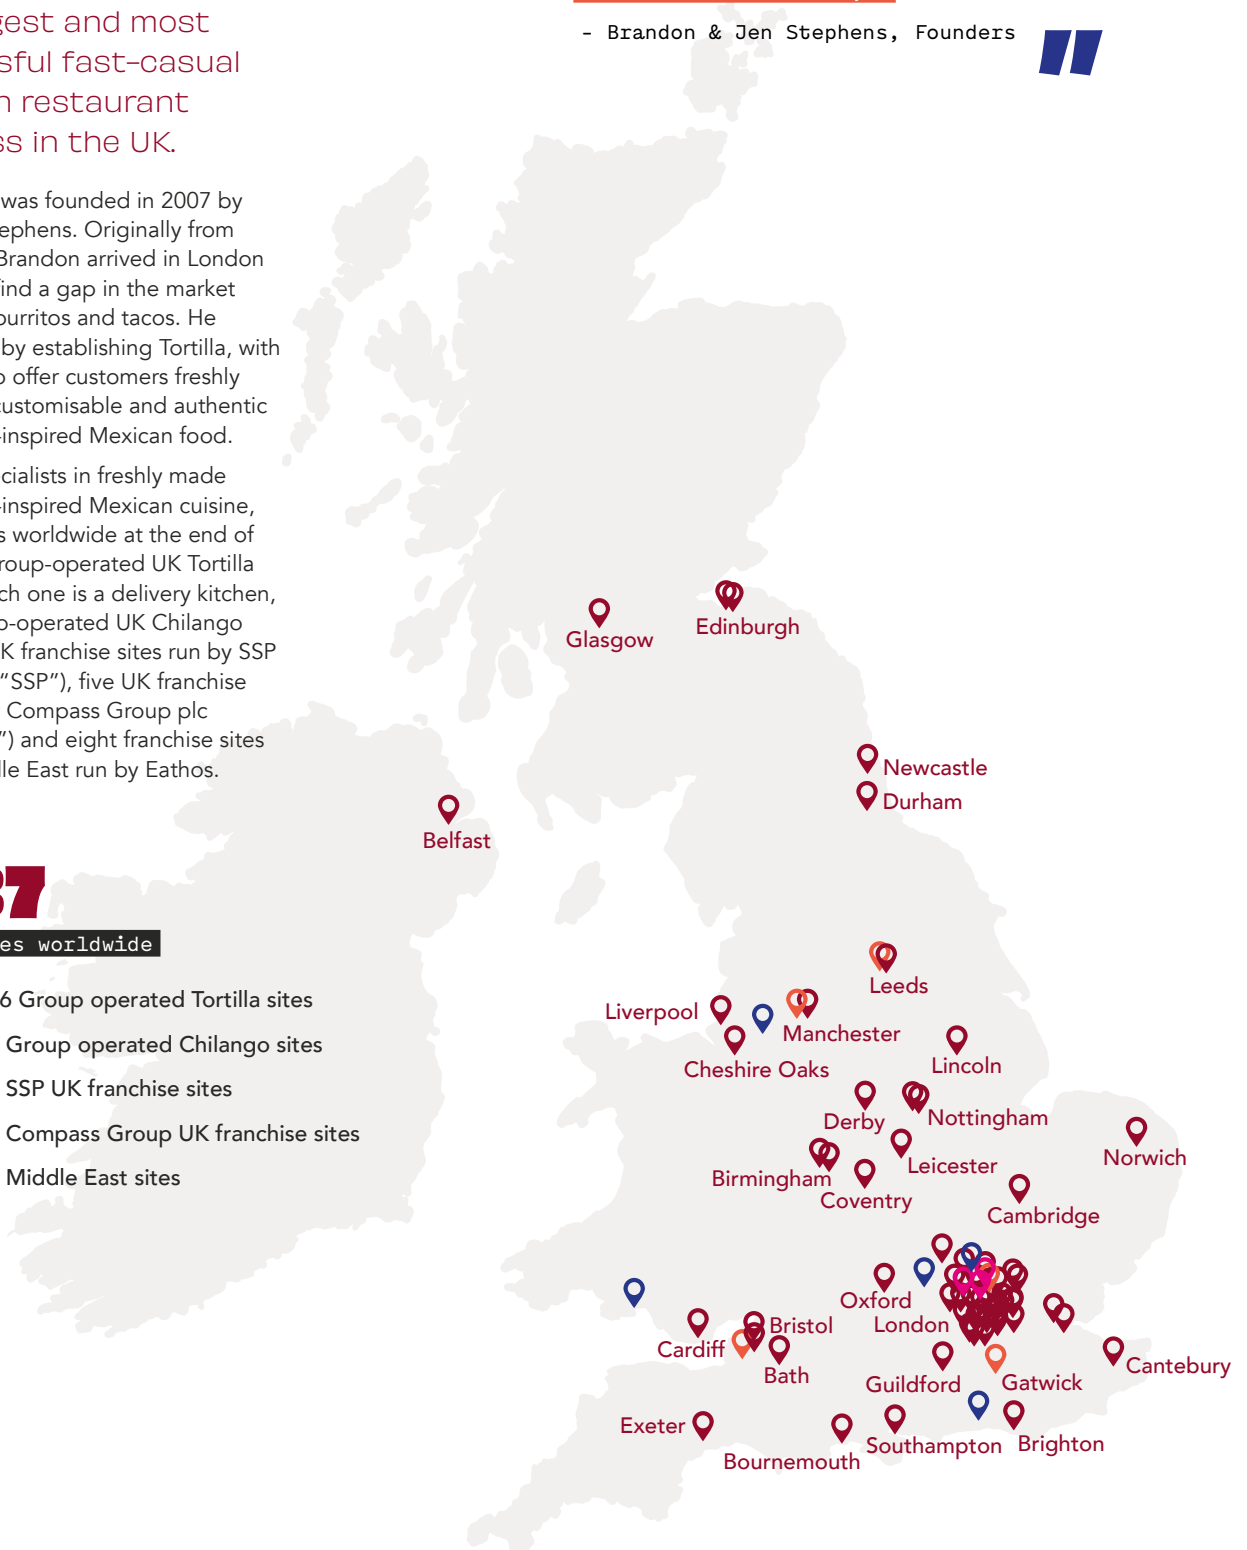 gest and most
sful fast-casual
n restaurant
ss in the UK.
- Brandon & Jen Stephens, Founders "
was founded in 2007 by
ephens. Originally from
Brandon arrived in London
find a gap in the market
burritos and tacos. He
by establishing Tortilla, with
o offer customers freshly
customisable and authentic
-inspired Mexican food.
cialists in freshly made
-inspired Mexican cuisine,
s worldwide at the end of
roup-operated UK Tortilla
ch one is a delivery kitchen,
p-operated UK Chilango
K franchise sites run by SSP
("SSP"), five UK franchise
Compass Group plc
") and eight franchise sites
dle East run by Eathos.
87
es worldwide
6 Group operated Tortilla sites
Group operated Chilango sites
SSP UK franchise sites
Compass Group UK franchise sites
Middle East sites
Glasgow
Edinburgh
Newcastle
Durham
Belfast
Leeds
Liverpool
Manchester
Cheshire Oaks
Lincoln
Derby
Nottingham
Norwich
Leicester
Birmingham
Coventry
Cambridge
Oxford
London
Bristol
Cardiff
Bath
Cantebury
Guildford
Gatwick
Exeter
Southampton
Brighton
Bournemouth